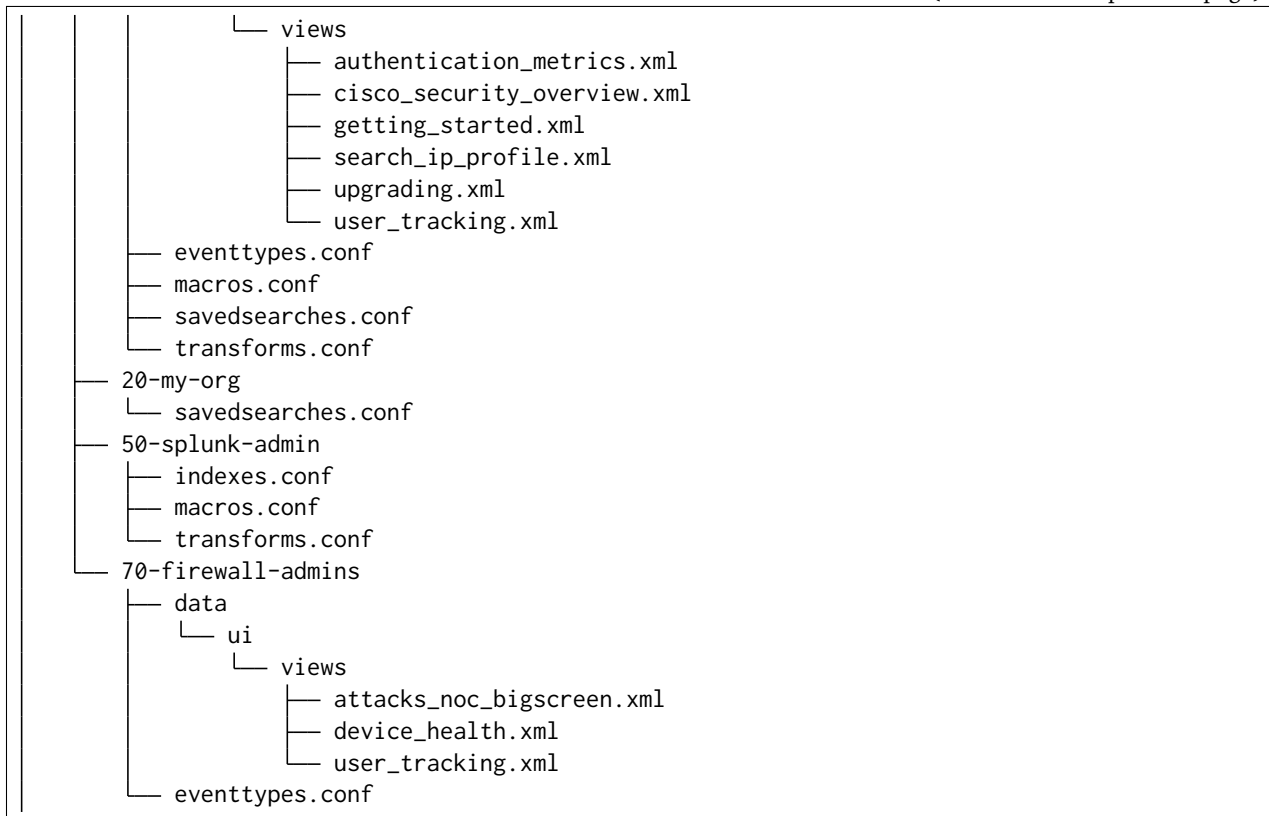 │   │   │       └── views
│   │   │           ├── authentication_metrics.xml
│   │   │           ├── cisco_security_overview.xml
│   │   │           ├── getting_started.xml
│   │   │           ├── search_ip_profile.xml
│   │   │           ├── upgrading.xml
│   │   │           └── user_tracking.xml
│   │   ├── eventtypes.conf
│   │   ├── macros.conf
│   │   ├── savedsearches.conf
│   │   └── transforms.conf
│   ├── 20-my-org
│   │   └── savedsearches.conf
│   ├── 50-splunk-admin
│   │   ├── indexes.conf
│   │   ├── macros.conf
│   │   └── transforms.conf
│   └── 70-firewall-admins
│       ├── data
│       │   └── ui
│       │       └── views
│       │           ├── attacks_noc_bigscreen.xml
│       │           ├── device_health.xml
│       │           └── user_tracking.xml
│       └── eventtypes.conf